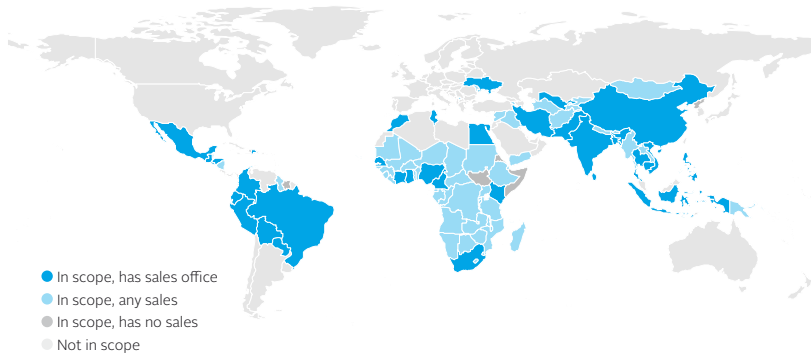 In scope, has sales office
In scope, any sales
In scope, has no sales
Not in scope